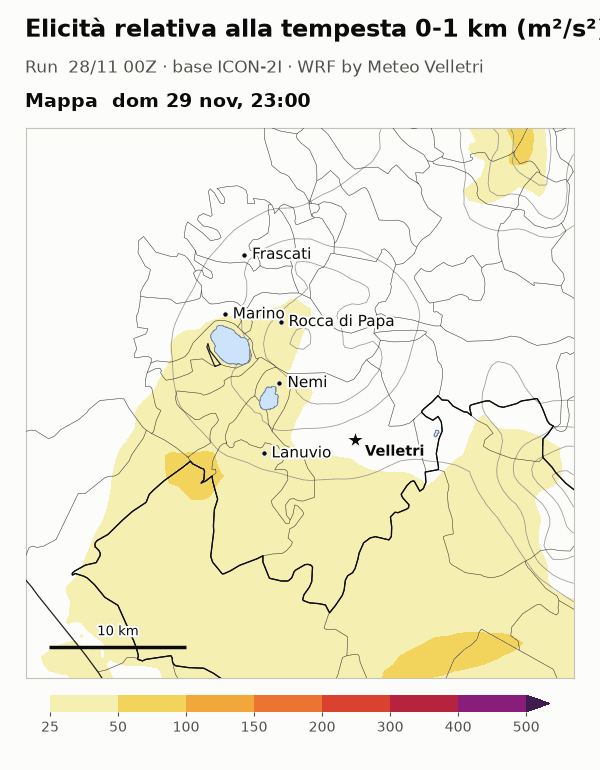 Elicità relativa alla tempesta 0-1 km (m²/s²)
Run 28/11 00Z · base ICON-2I · WRF by Meteo Velletri
Mappa dom 29 nov, 23:00
Frascati
Marino
Rocca di Papa
Nemi
Velletri
Lanuvio
10 km
25 50 100 150 200 300 400 500